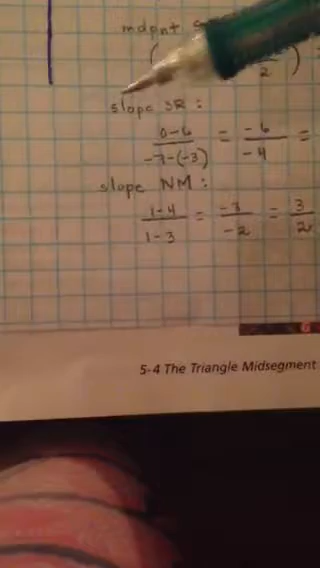 mdpnt
2
slope SR :
0-6 / -7-(-3) = -6 / -4 =
slope NM :
1-4 / 1-3 = -3 / -2 = 3 / 2
5-4 The Triangle Midsegment